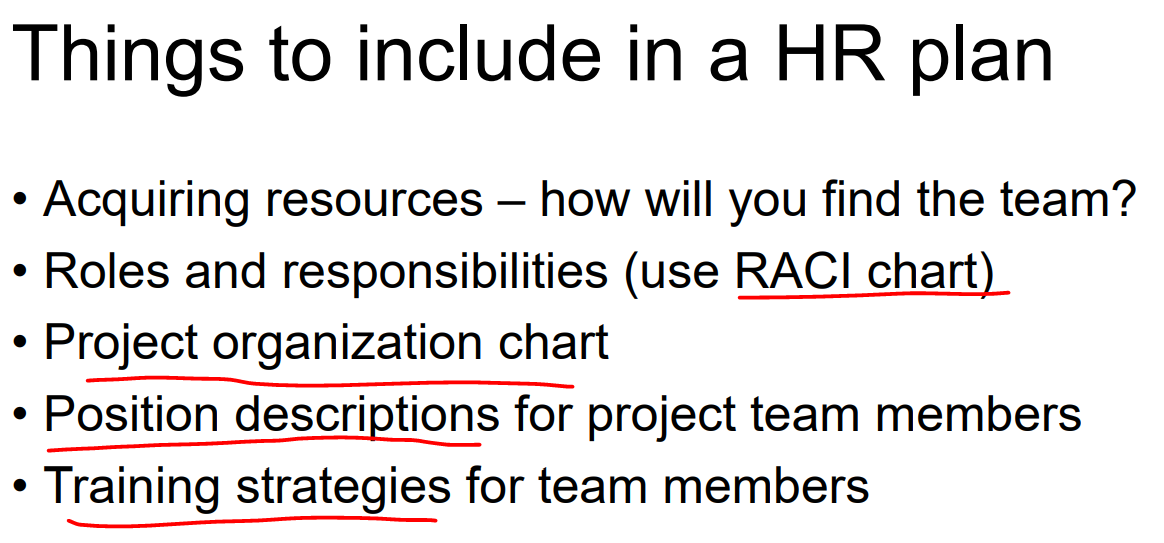 Things to include in a HR plan
• Acquiring resources – how will you find the team?
• Roles and responsibilities (use RACI chart)
• Project organization chart
• Position descriptions for project team members
• Training strategies for team members